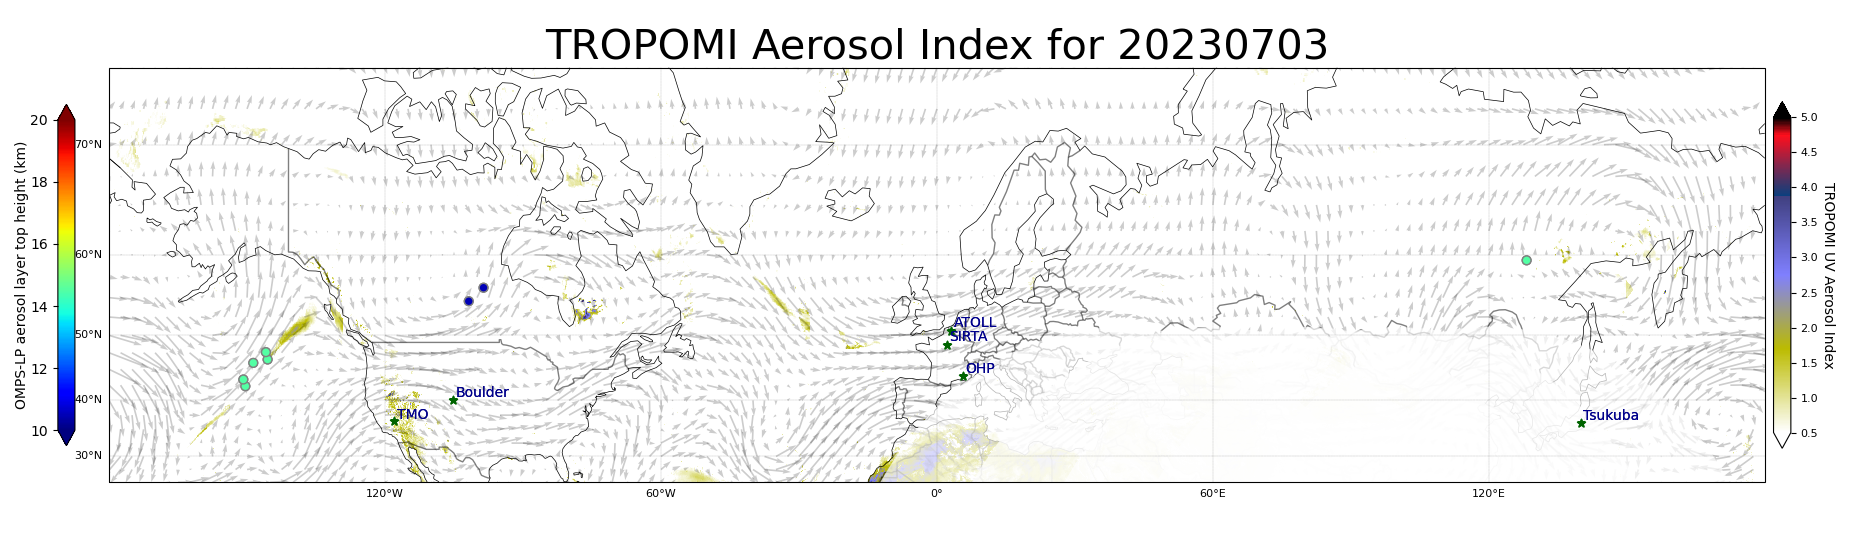 TROPOMI Aerosol Index for 20230703
OMPS-LP aerosol layer top height (km)
20
18
16
14
12
10
70°N
60°N
50°N
40°N
30°N
120°W
60°W
0°
60°E
120°E
ATOLL
SIRTA
OHP
Boulder
TMO
Tsukuba
5.0
4.5
4.0
3.5
3.0
2.5
2.0
1.5
1.0
0.5
TROPOMI UV Aerosol Index